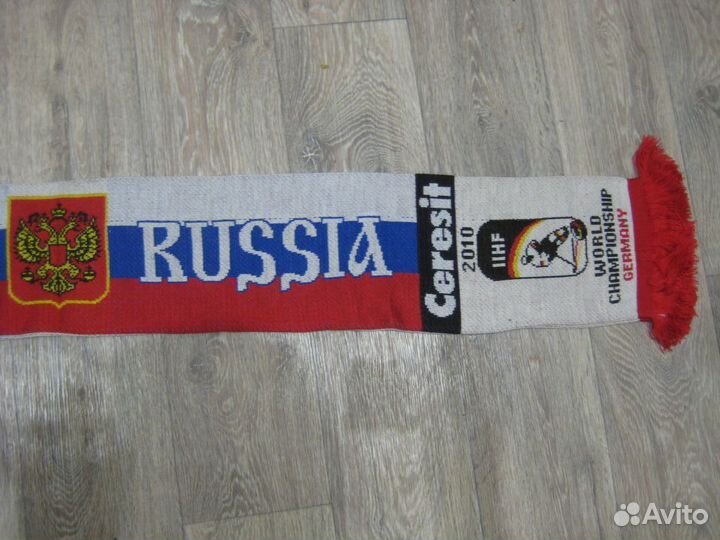 RUSSIA
Ceresit
2010
IIHF
WORLD
CHAMPIONSHIP
GERMANY
Avito